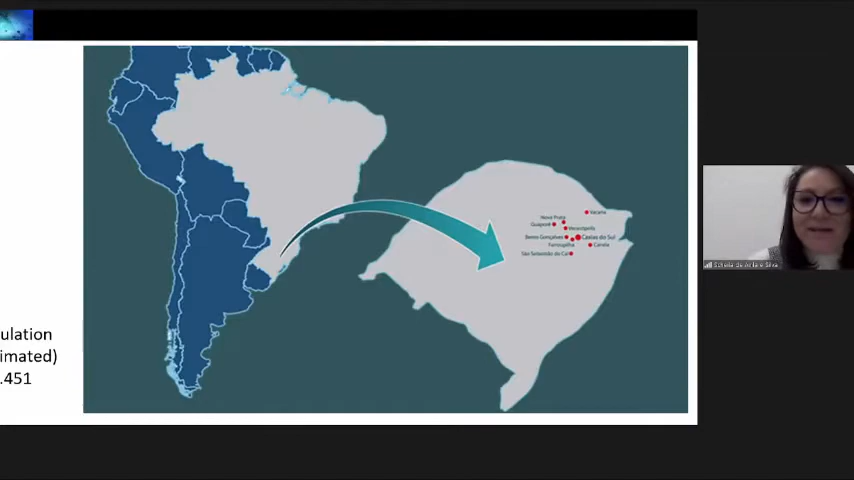 ulation
imated)
.451
Vacaria
Nova Prata
Guaporé
Veranópolis
Bento Gonçalves
Caxias do Sul
Farroupilha
Canela
São Sebastião do Caí